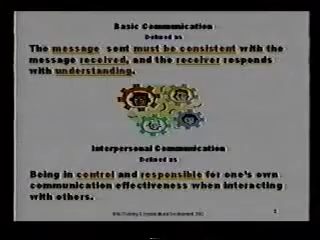 Basic Communication
Defined as
The message sent must be consistent with the
message received, and the receiver responds
with understanding.
Interpersonal Communication
Defined as
Being in control and responsible for one's own
communication effectiveness when interacting
with others.